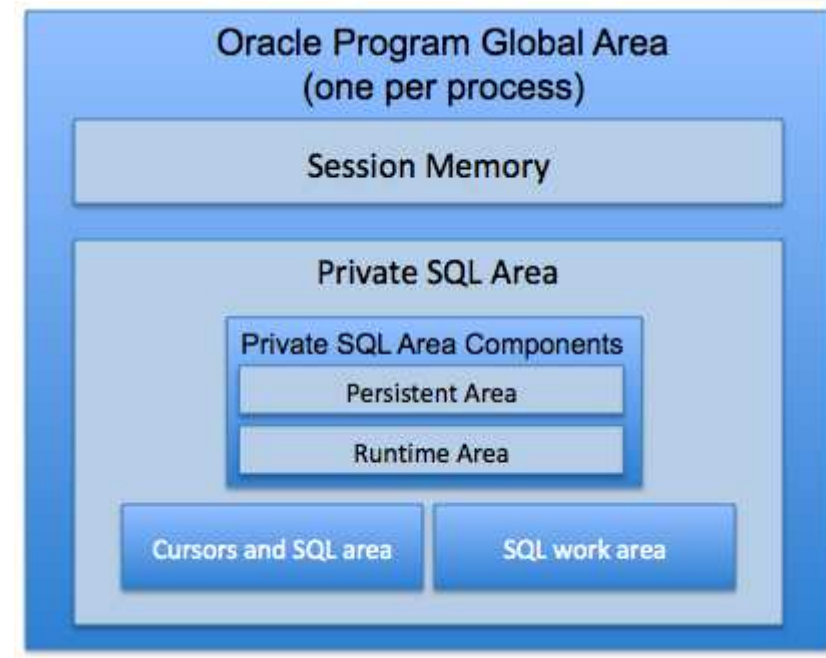 Oracle Program Global Area
(one per process)
Session Memory
Private SQL Area
Private SQL Area Components
Persistent Area
Runtime Area
Cursors and SQL area
SQL work area